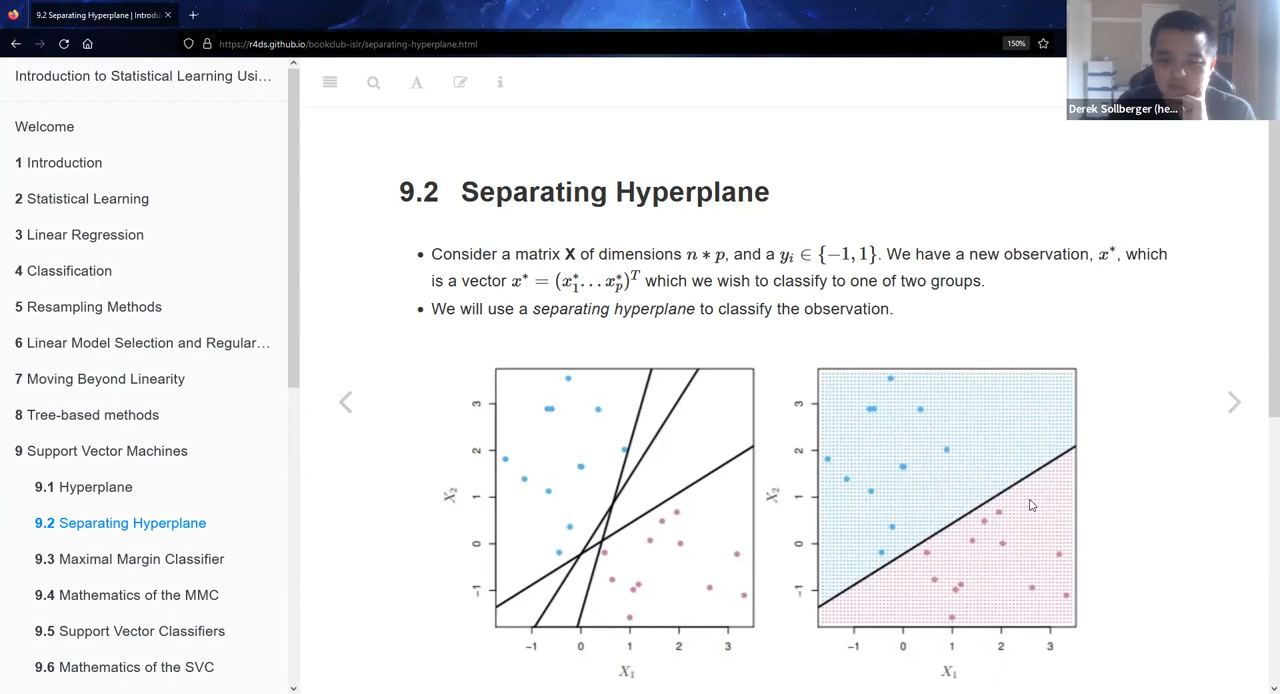 9.2 Separating Hyperplane | Introdu
https://r4ds.github.io/bookclub-islr/separating-hyperplane.html
150%
Derek Sollberger (he...
Introduction to Statistical Learning Usi...
Welcome
1 Introduction
2 Statistical Learning
3 Linear Regression
4 Classification
5 Resampling Methods
6 Linear Model Selection and Regular...
7 Moving Beyond Linearity
8 Tree-based methods
9 Support Vector Machines
9.1 Hyperplane
9.2 Separating Hyperplane
9.3 Maximal Margin Classifier
9.4 Mathematics of the MMC
9.5 Support Vector Classifiers
9.6 Mathematics of the SVC
A
i
9.2 Separating Hyperplane
• Consider a matrix X of dimensions n ∗ p, and a y_i ∈ {−1, 1}. We have a new observation, x*, which
is a vector x* = (x_1^* … x_p^*)^T which we wish to classify to one of two groups.
• We will use a separating hyperplane to classify the observation.
3
2
1
0
−1
X₂
−1 0 1 2 3
X₁
3
2
1
0
−1
X₂
−1 0 1 2 3
X₁